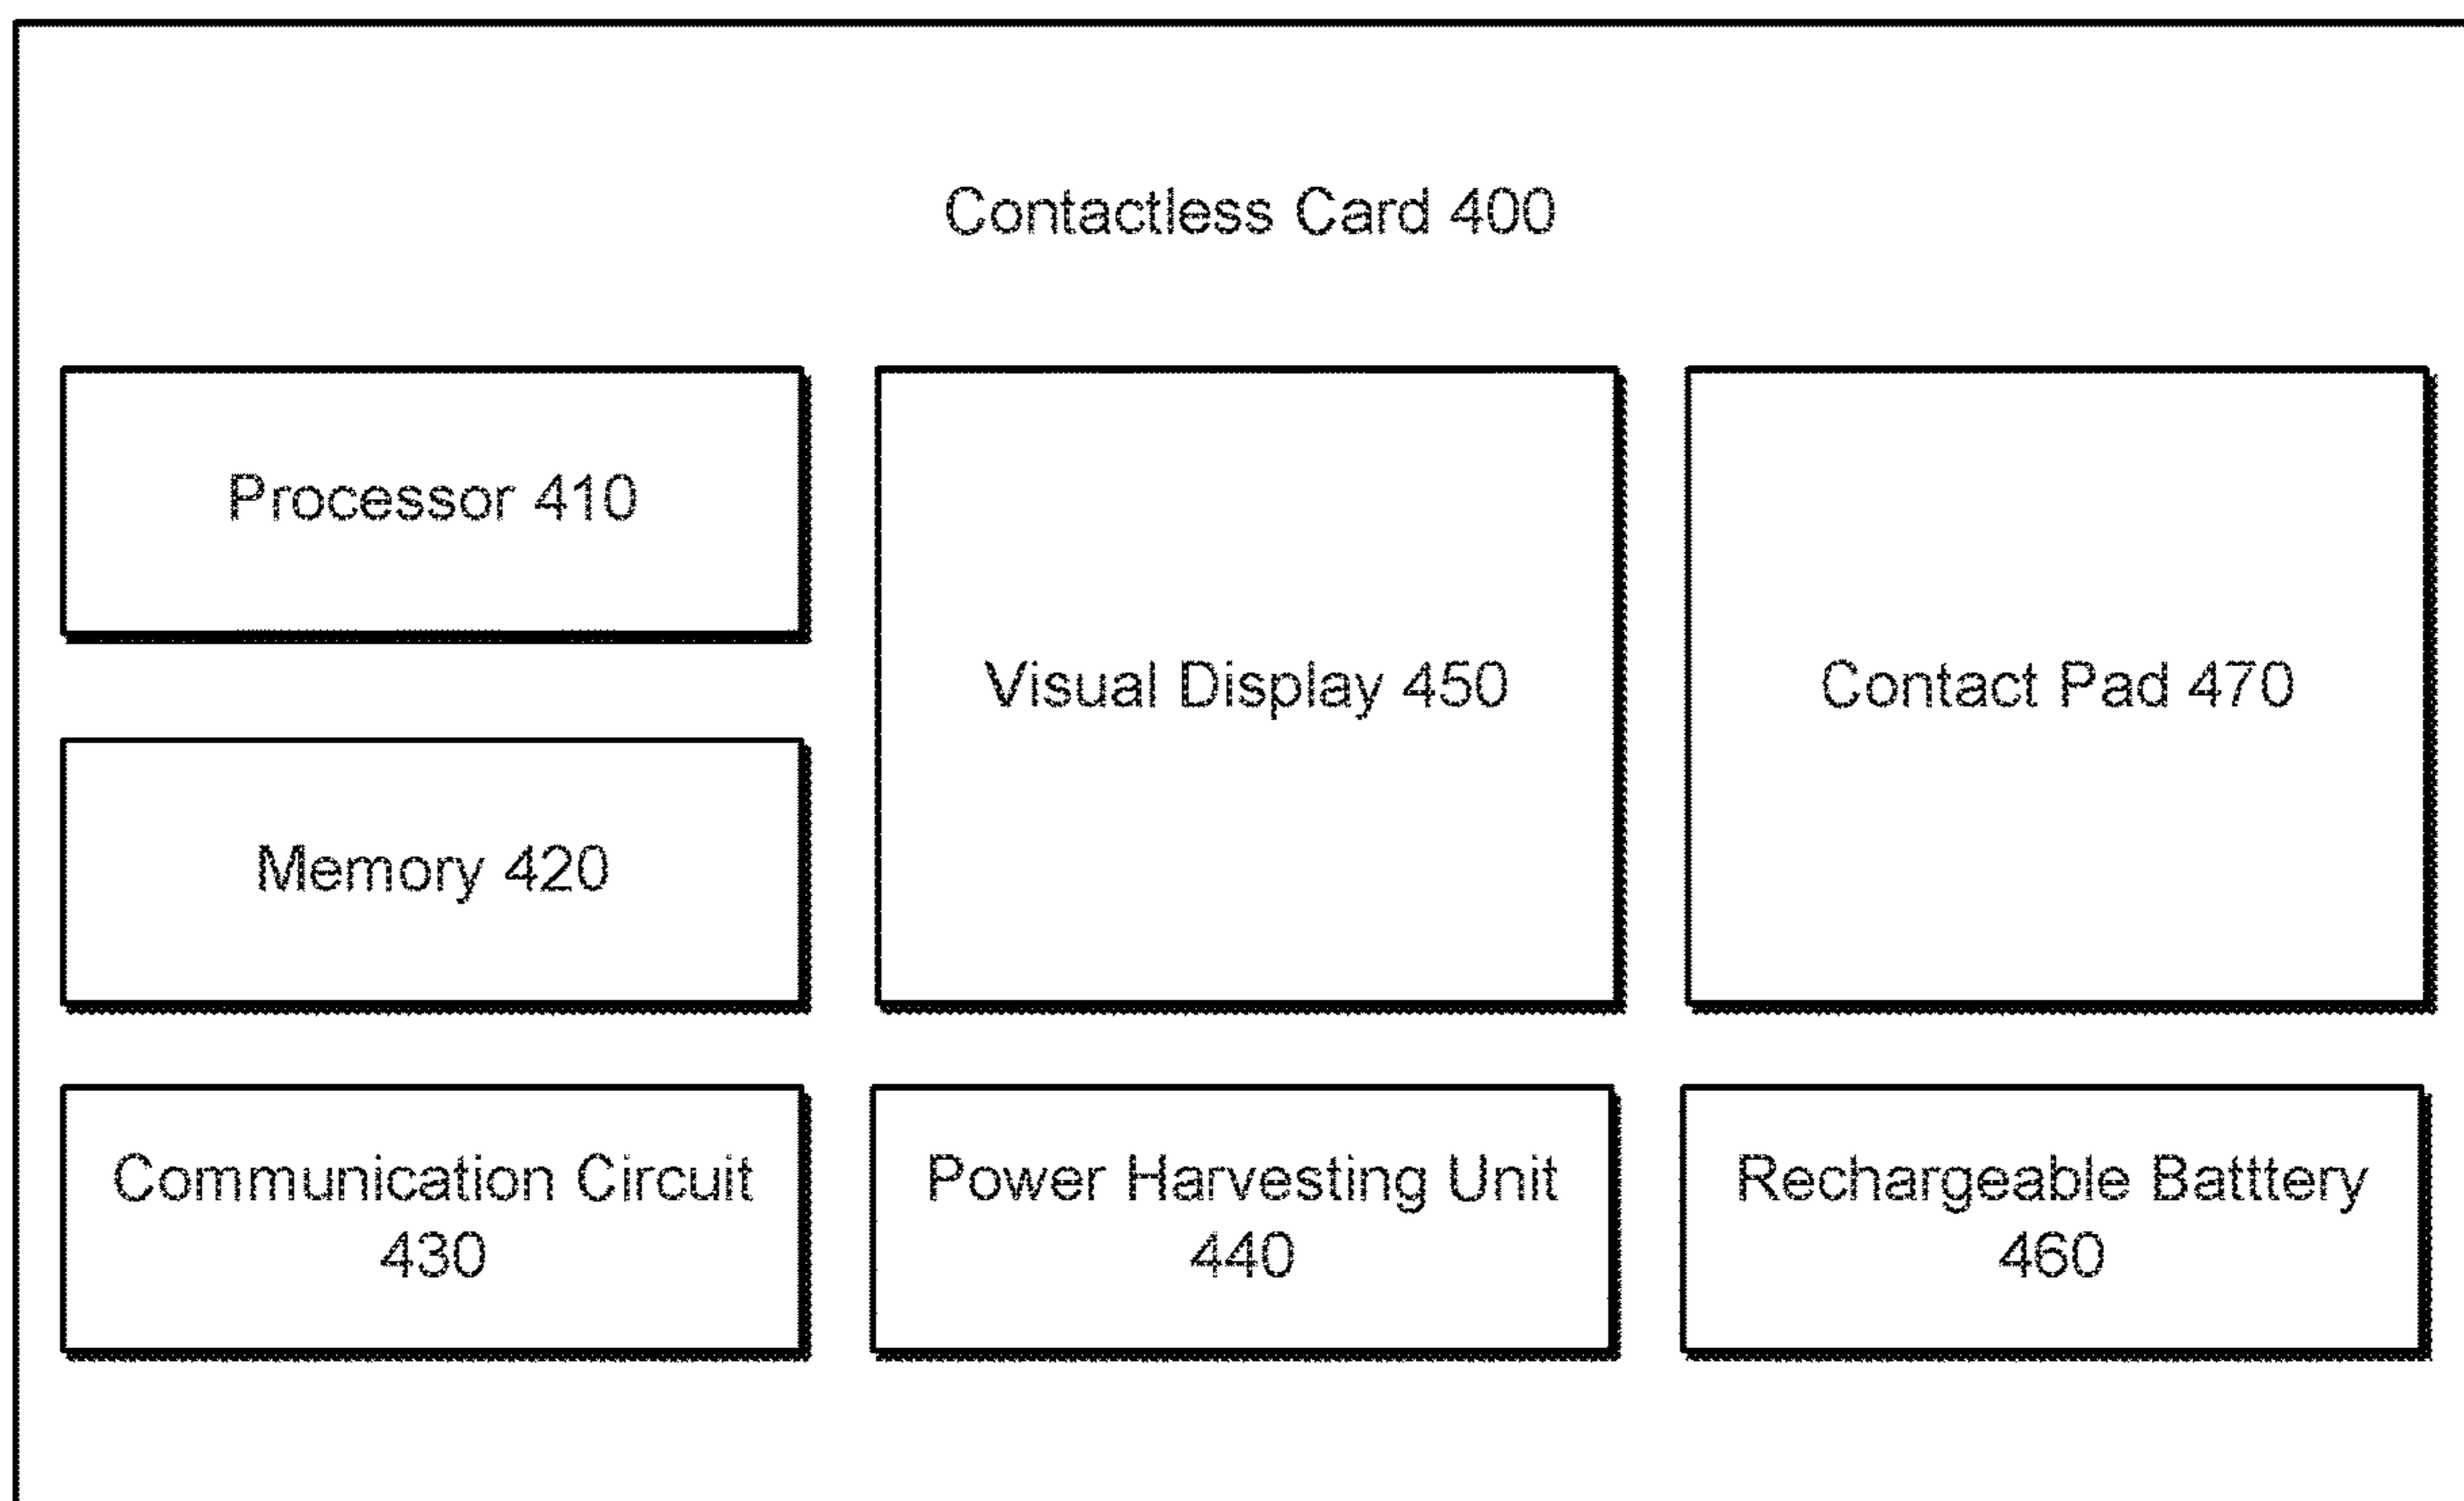 Contactless Card 400
Processor 410
Visual Display 450
Contact Pad 470
Memory 420
Communication Circuit
430
Power Harvesting Unit
440
Rechargeable Batttery
460